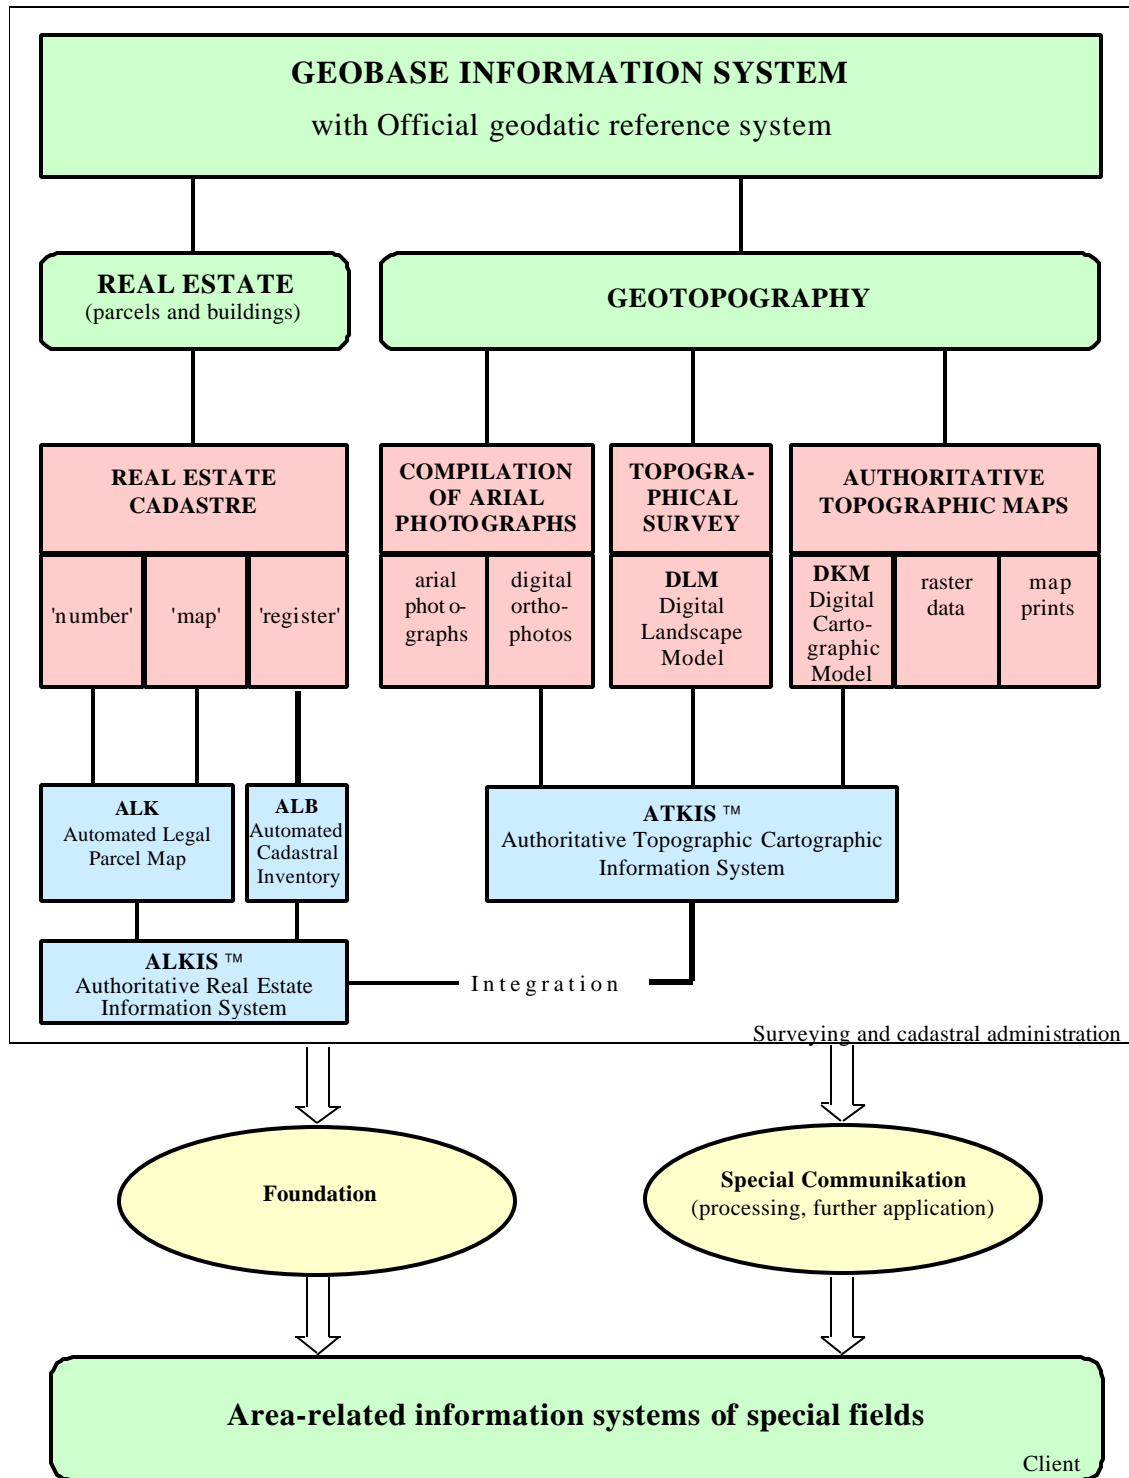 GEOBASE INFORMATION SYSTEM
with Official geodatic reference system
REAL ESTATE
(parcels and buildings)
GEOTOPOGRAPHY
REAL ESTATE
CADASTRE
COMPILATION
OF ARIAL
PHOTOGRAPHS
TOPOGRA-
PHICAL
SURVEY
AUTHORITATIVE
TOPOGRAPHIC MAPS
'number'
'map'
'register'
arial
photo-
graphs
digital
ortho-
photos
DLM
Digital
Landscape
Model
DKM
Digital
Carto-
graphic
Model
raster
data
map
prints
ALK
Automated Legal
Parcel Map
ALB
Automated
Cadastral
Inventory
ATKIS ™
Authoritative Topographic Cartographic
Information System
ALKIS ™
Authoritative Real Estate
Information System
Integration
Surveying and cadastral administration
Foundation
Special Communikation
(processing, further application)
Area-related information systems of special fields
Client